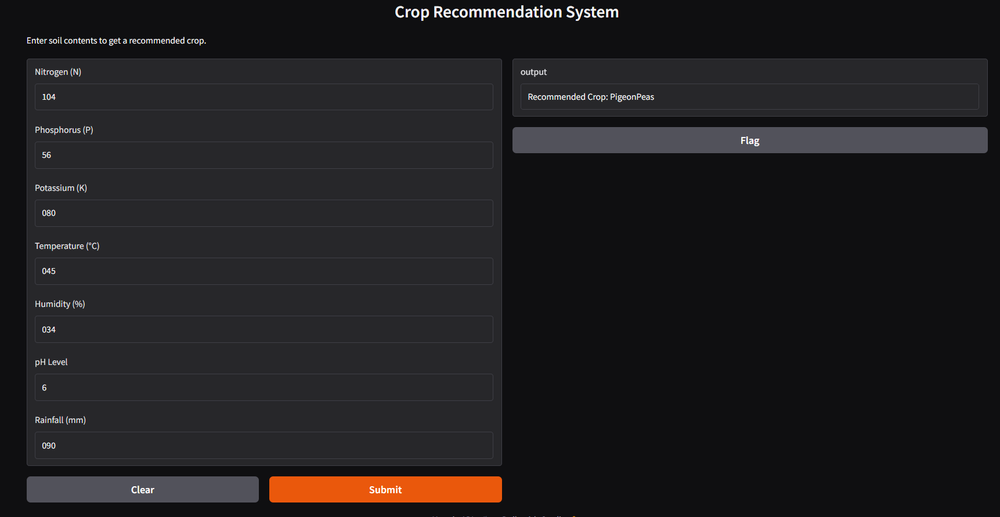 Crop Recommendation System
Enter soil contents to get a recommended crop.
Nitrogen (N)
104
Phosphorus (P)
56
Potassium (K)
080
Temperature (°C)
045
Humidity (%)
034
pH Level
6
Rainfall (mm)
090
Clear
Submit
output
Recommended Crop: PigeonPeas
Flag